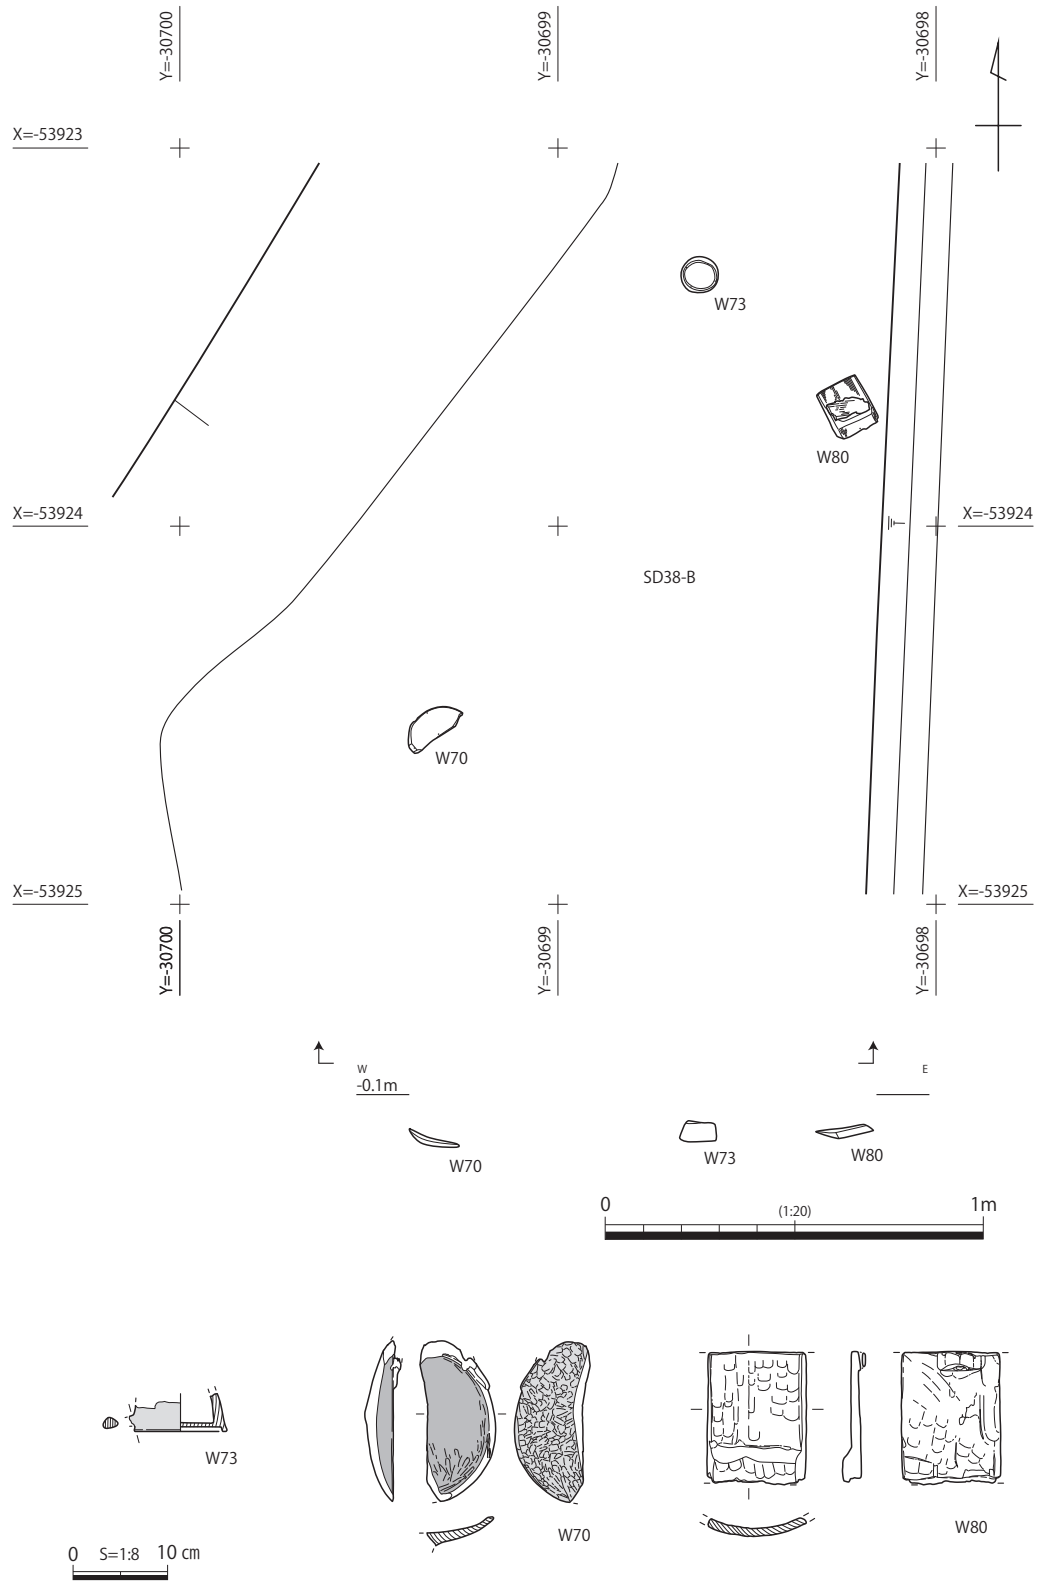 Y=-30700
Y=-30699
Y=-30698
X=-53923
W73
W80
X=-53924
X=-53924
SD38-B
W70
X=-53925
X=-53925
Y=-30700
Y=-30699
Y=-30698
W
E
-0.1m
W70
W73
W80
0
(1:20)
1m
W73
W70
W80
0 S=1:8 10 cm